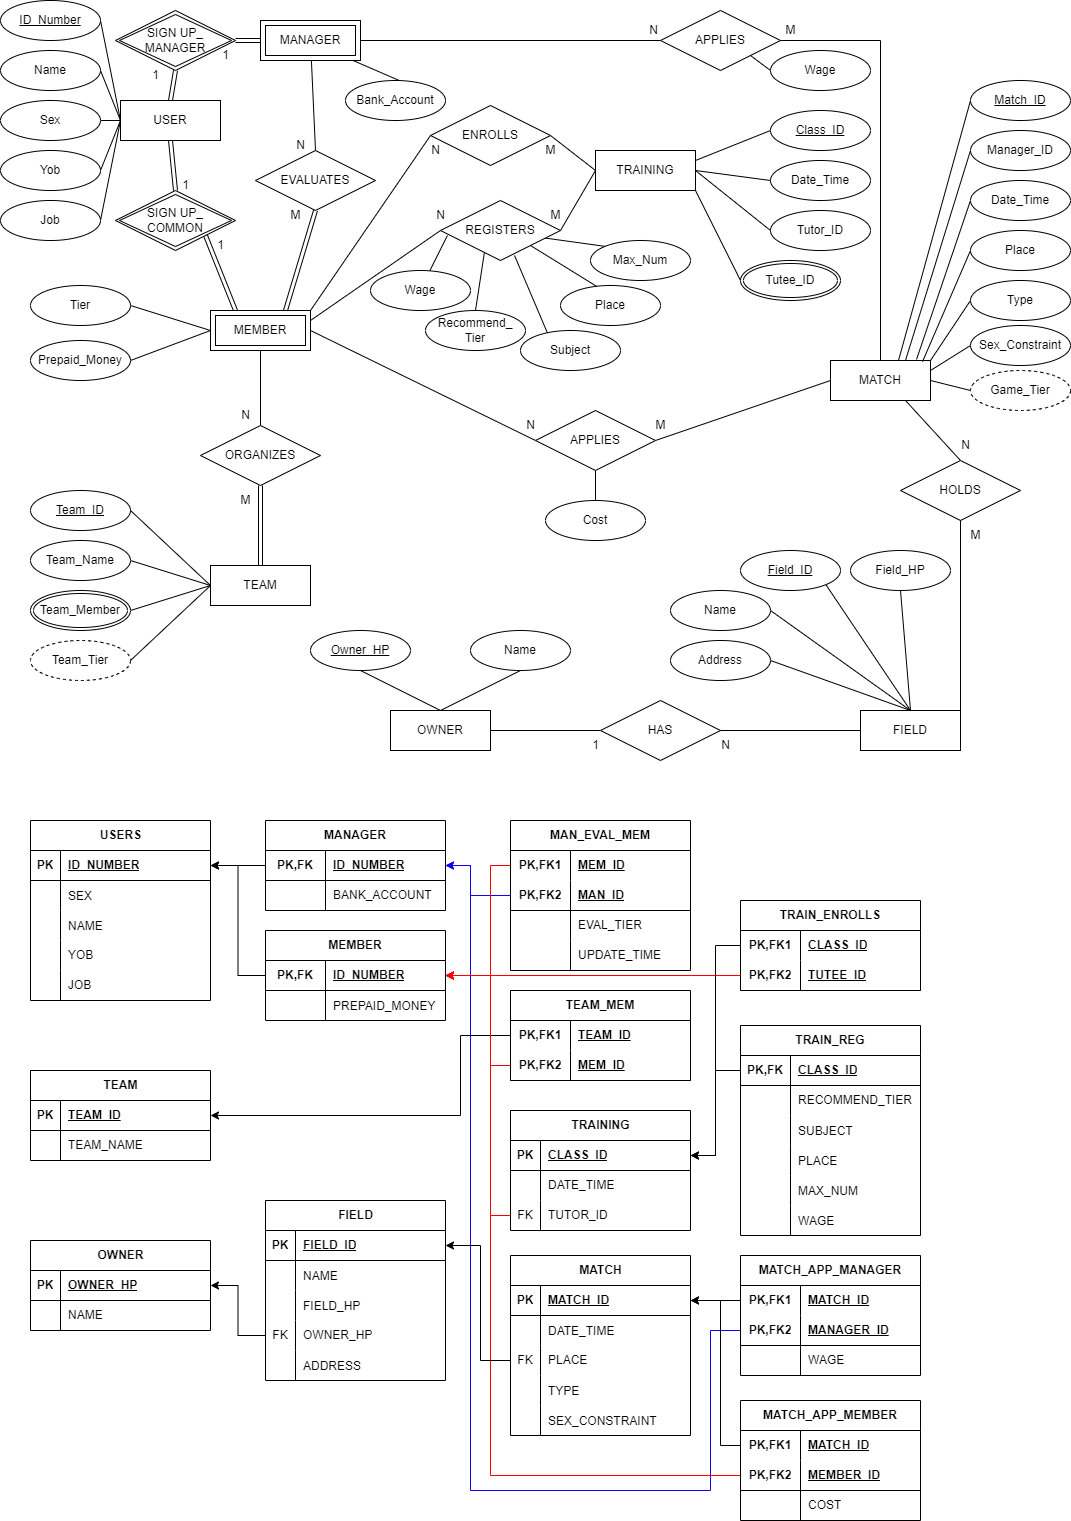 ID_Number
Name
Sex
Yob
Job
SIGN UP_
MANAGER
1
1
MANAGER
Bank_Account
USER
1
SIGN UP_
COMMON
1
N
EVALUATES
M
N
APPLIES
M
Wage
ENROLLS
N
M
TRAINING
Class_ID
Date_Time
Tutor_ID
Tutee_ID
N
REGISTERS
M
Wage
Recommend_
Tier
Subject
Place
Max_Num
Match_ID
Manager_ID
Date_Time
Place
Type
Sex_Constraint
Game_Tier
MATCH
Tier
Prepaid_Money
MEMBER
N
APPLIES
M
Cost
N
ORGANIZES
M
N
HOLDS
M
Team_ID
Team_Name
Team_Member
Team_Tier
TEAM
Field_ID
Field_HP
Name
Address
Owner_HP
Name
OWNER
1
HAS
N
FIELD
USERS
PK ID_NUMBER
SEX
NAME
YOB
JOB
MANAGER
PK,FK ID_NUMBER
BANK_ACCOUNT
MEMBER
PK,FK ID_NUMBER
PREPAID_MONEY
MAN_EVAL_MEM
PK,FK1 MEM_ID
PK,FK2 MAN_ID
EVAL_TIER
UPDATE_TIME
TRAIN_ENROLLS
PK,FK1 CLASS_ID
PK,FK2 TUTEE_ID
TEAM_MEM
PK,FK1 TEAM_ID
PK,FK2 MEM_ID
TRAIN_REG
PK,FK CLASS_ID
RECOMMEND_TIER
SUBJECT
PLACE
MAX_NUM
WAGE
TEAM
PK TEAM_ID
TEAM_NAME
TRAINING
PK CLASS_ID
DATE_TIME
FK TUTOR_ID
FIELD
PK FIELD_ID
NAME
FIELD_HP
FK OWNER_HP
ADDRESS
OWNER
PK OWNER_HP
NAME
MATCH
PK MATCH_ID
DATE_TIME
FK PLACE
TYPE
SEX_CONSTRAINT
MATCH_APP_MANAGER
PK,FK1 MATCH_ID
PK,FK2 MANAGER_ID
WAGE
MATCH_APP_MEMBER
PK,FK1 MATCH_ID
PK,FK2 MEMBER_ID
COST